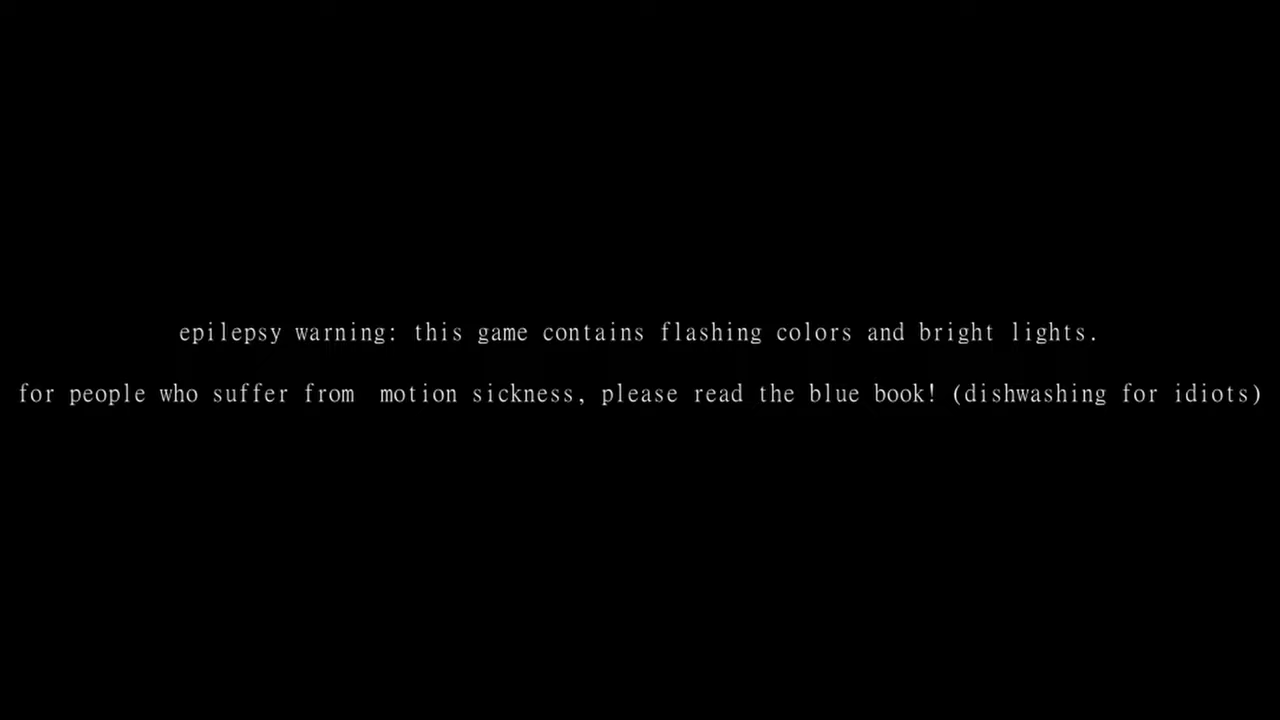 epilepsy warning: this game contains flashing colors and bright lights.
for people who suffer from  motion sickness, please read the blue book! (dishwashing for idiots)